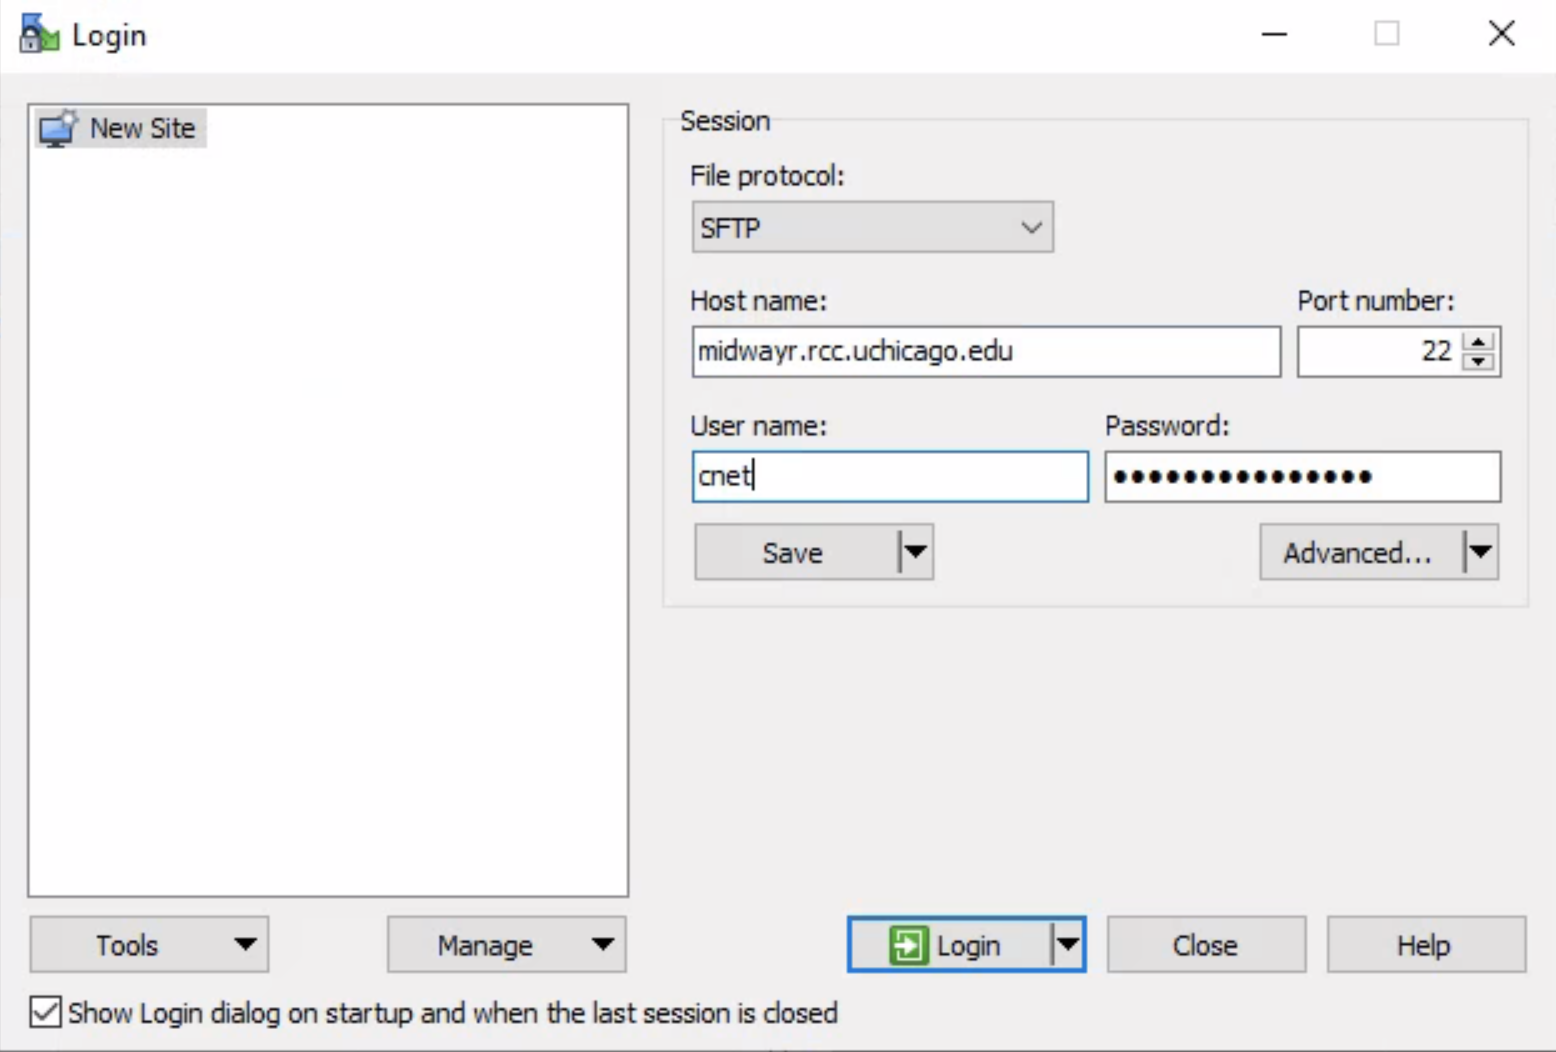 Login
New Site
Session
File protocol:
SFTP
Host name:
Port number:
midwayr.rcc.uchicago.edu
22
User name:
Password:
cnet
•••••••••••••••
Save
Advanced...
Tools
Manage
Login
Close
Help
Show Login dialog on startup and when the last session is closed